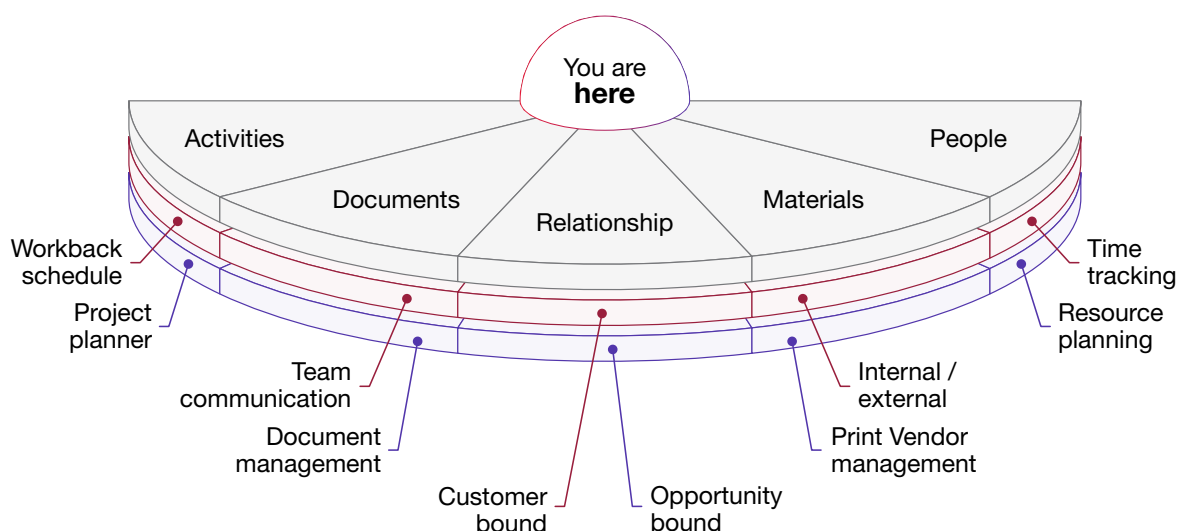 You are
here
Activities
People
Documents
Materials
Relationship
Workback
schedule
Time
tracking
Project
planner
Resource
planning
Team
communication
Internal /
external
Document
management
Print Vendor
management
Customer
bound
Opportunity
bound